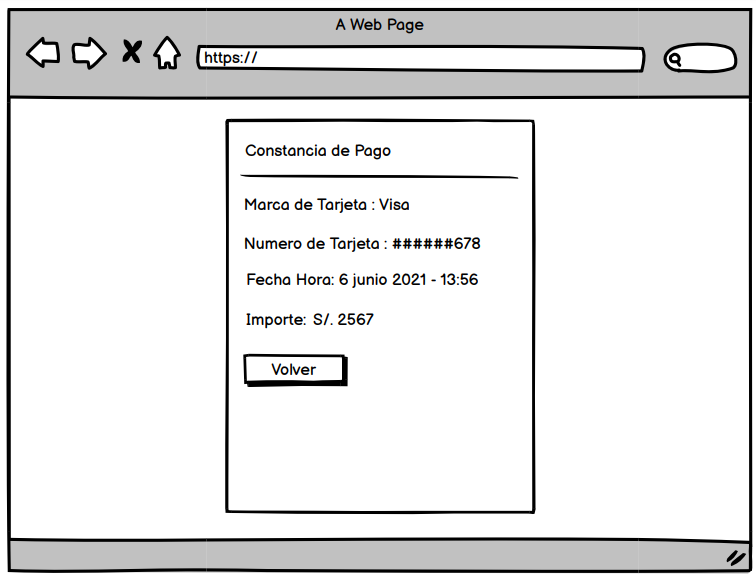 A Web Page
https://
Constancia de Pago
Marca de Tarjeta : Visa
Numero de Tarjeta : ######678
Fecha Hora: 6 junio 2021 - 13:56
Importe: S/. 2567
Volver